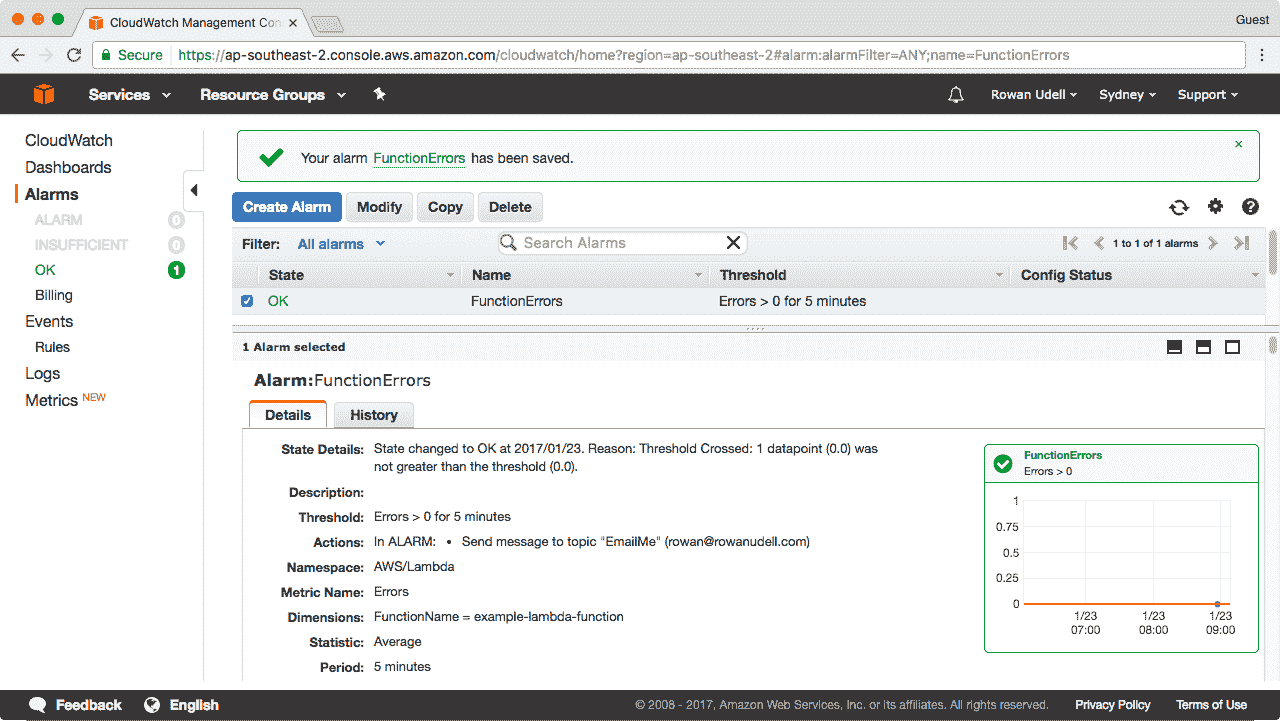 CloudWatch Management Con
Guest
Secure https://ap-southeast-2.console.aws.amazon.com/cloudwatch/home?region=ap-southeast-2#alarm:alarmFilter=ANY;name=FunctionErrors
Services Resource Groups Rowan Udell Sydney Support
CloudWatch
Dashboards
Alarms
ALARM 0
INSUFFICIENT 0
OK 1
Billing
Events
Rules
Logs
Metrics NEW
Your alarm FunctionErrors has been saved.
Create Alarm Modify Copy Delete
Filter: All alarms Search Alarms 1 to 1 of 1 alarms
State Name Threshold Config Status
OK FunctionErrors Errors > 0 for 5 minutes
1 Alarm selected
Alarm:FunctionErrors
Details History
State Details: State changed to OK at 2017/01/23. Reason: Threshold Crossed: 1 datapoint (0.0) was
not greater than the threshold (0.0).
Description:
Threshold: Errors > 0 for 5 minutes
Actions: In ALARM: • Send message to topic "EmailMe" (rowan@rowanudell.com)
Namespace: AWS/Lambda
Metric Name: Errors
Dimensions: FunctionName = example-lambda-function
Statistic: Average
Period: 5 minutes
FunctionErrors
Errors > 0
1
0.75
0.5
0.25
0
1/23 1/23 1/23
07:00 08:00 09:00
Feedback English © 2008 - 2017, Amazon Web Services, Inc. or its affiliates. All rights reserved. Privacy Policy Terms of Use